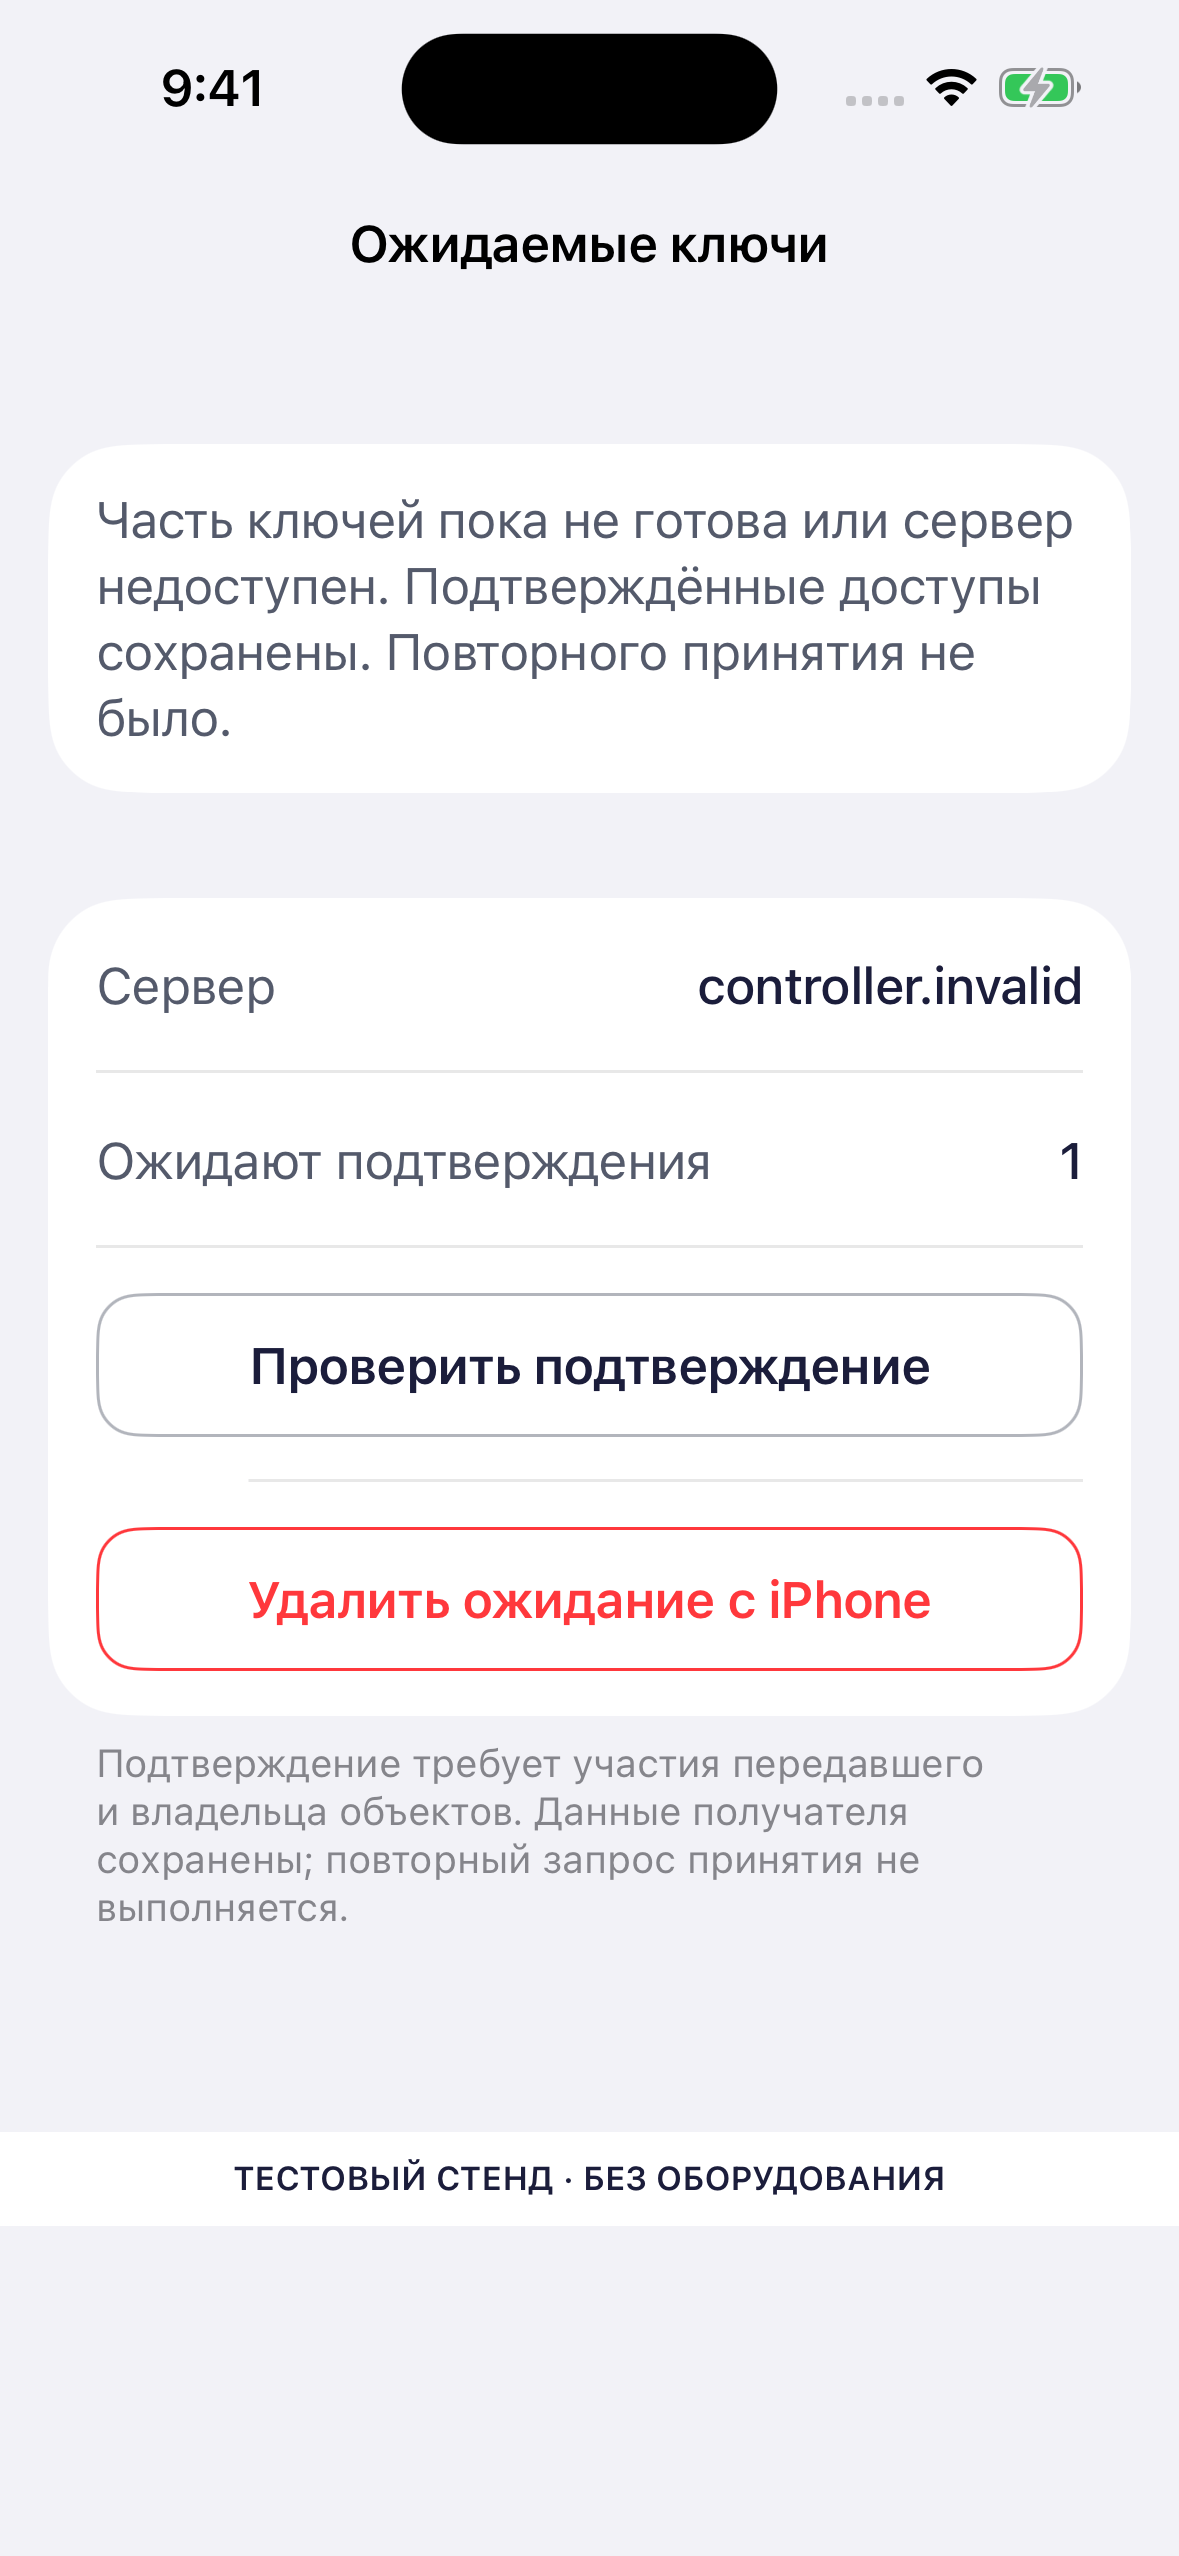 9:41
Ожидаемые ключи
Часть ключей пока не готова или сервер
недоступен. Подтверждённые доступы
сохранены. Повторного принятия не
было.
Сервер controller.invalid
Ожидают подтверждения 1
Проверить подтверждение
Удалить ожидание с iPhone
Подтверждение требует участия передавшего
и владельца объектов. Данные получателя
сохранены; повторный запрос принятия не
выполняется.
ТЕСТОВЫЙ СТЕНД · БЕЗ ОБОРУДОВАНИЯ